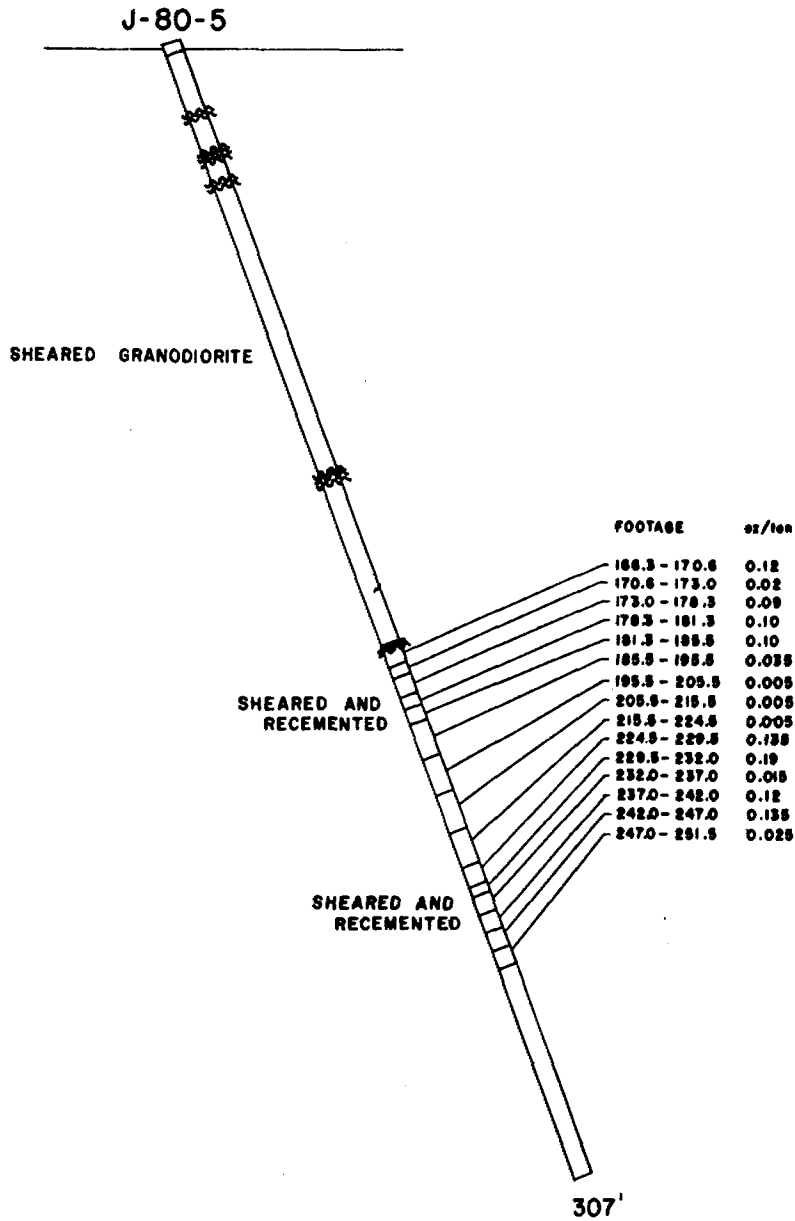 J-80-5
SHEARED GRANODIORITE
FOOTAGE oz/ton
166.3 - 170.6 0.12
170.6 - 173.0 0.02
173.0 - 178.3 0.09
178.3 - 181.3 0.10
181.3 - 185.5 0.10
185.5 - 195.5 0.035
195.5 - 205.5 0.005
205.5 - 215.5 0.005
215.5 - 224.5 0.005
224.5 - 229.5 0.135
229.5 - 232.0 0.19
232.0 - 237.0 0.015
237.0 - 242.0 0.12
242.0 - 247.0 0.135
247.0 - 251.5 0.025
SHEARED AND
RECEMENTED
SHEARED AND
RECEMENTED
307'